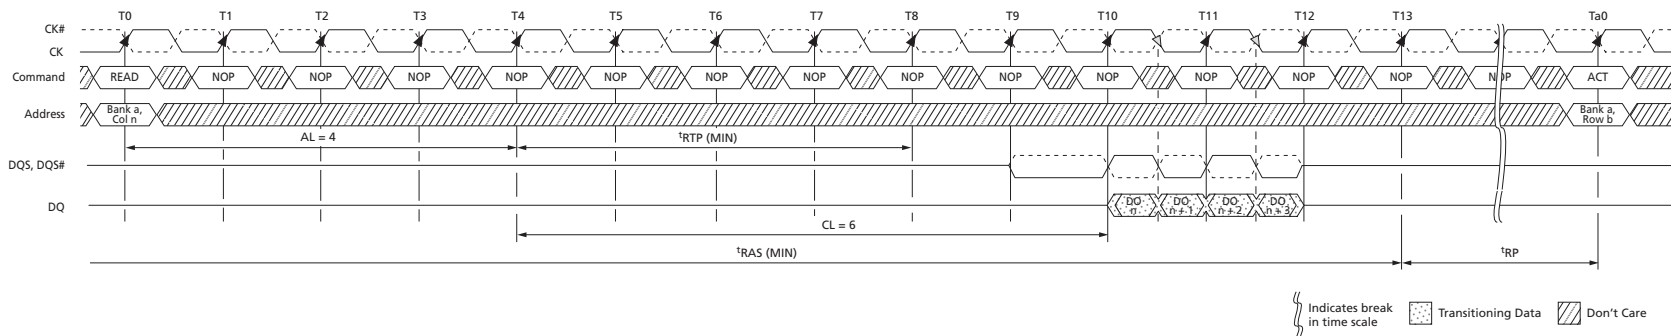 T0 T1 T2 T3 T4 T5 T6 T7 T8 T9 T10 T11 T12 T13 Ta0
CK#
CK
Command READ NOP NOP NOP NOP NOP NOP NOP NOP NOP NOP NOP NOP NOP NOP ACT
Address Bank a, Col n Bank a, Row b
AL = 4 tRTP (MIN)
DQS, DQS#
DQ DO n DO n + 1 DO n + 2 DO n + 3
CL = 6
tRAS (MIN) tRP
Indicates break
in time scale
Transitioning Data
Don't Care